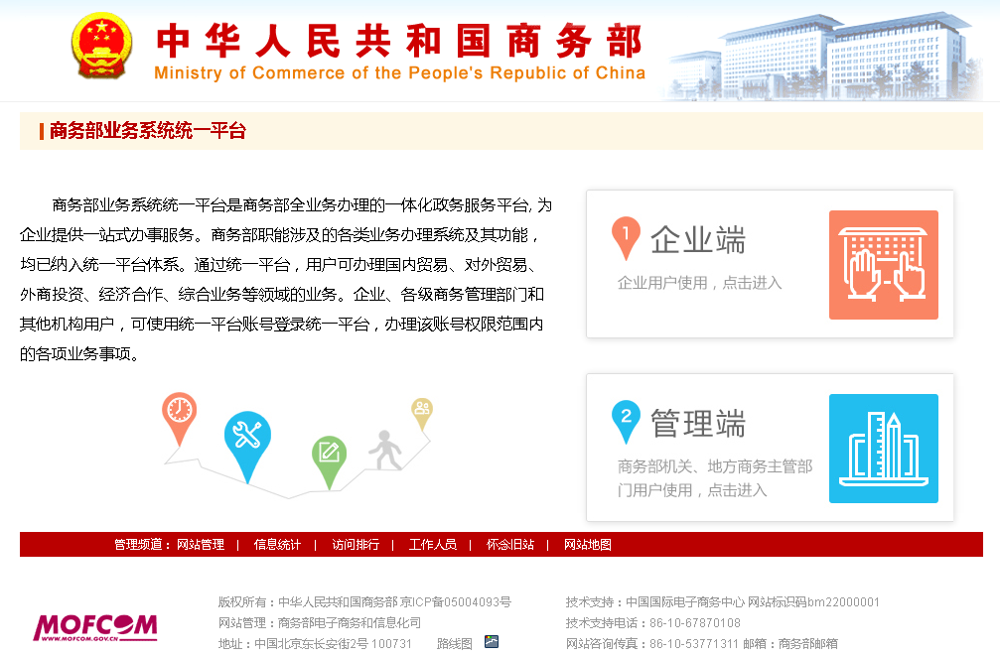 中华人民共和国商务部
Ministry of Commerce of the People's Republic of China
商务部业务系统统一平台
商务部业务系统统一平台是商务部全业务办理的一体化政务服务平台, 为
企业提供一站式办事服务。商务部职能涉及的各类业务办理系统及其功能，
均已纳入统一平台体系。通过统一平台，用户可办理国内贸易、对外贸易、
外商投资、经济合作、综合业务等领域的业务。企业、各级商务管理部门和
其他机构用户，可使用统一平台账号登录统一平台，办理该账号权限范围内
的各项业务事项。
1 企业端
企业用户使用，点击进入
2 管理端
商务部机关、地方商务主管部
门用户使用，点击进入
管理频道： 网站管理 | 信息统计 | 访问排行 | 工作人员 | 怀念旧站 | 网站地图
MOFCOM
WWW.MOFCOM.GOV.CN
版权所有：中华人民共和国商务部 京ICP备05004093号
网站管理：商务部电子商务和信息化司
地址：中国北京东长安街2号 100731 路线图
技术支持：中国国际电子商务中心 网站标识码bm22000001
技术支持电话：86-10-67870108
网站咨询传真：86-10-53771311 邮箱：商务部邮箱